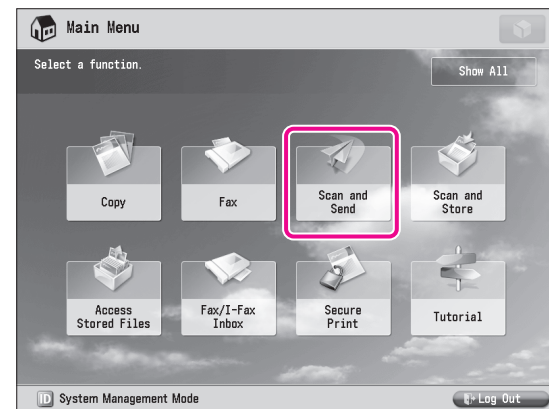 Main Menu
Select a function.
Show All
Copy
Fax
Scan and
Send
Scan and
Store
Access
Stored Files
Fax/I-Fax
Inbox
Secure
Print
Tutorial
ID System Management Mode
Log Out